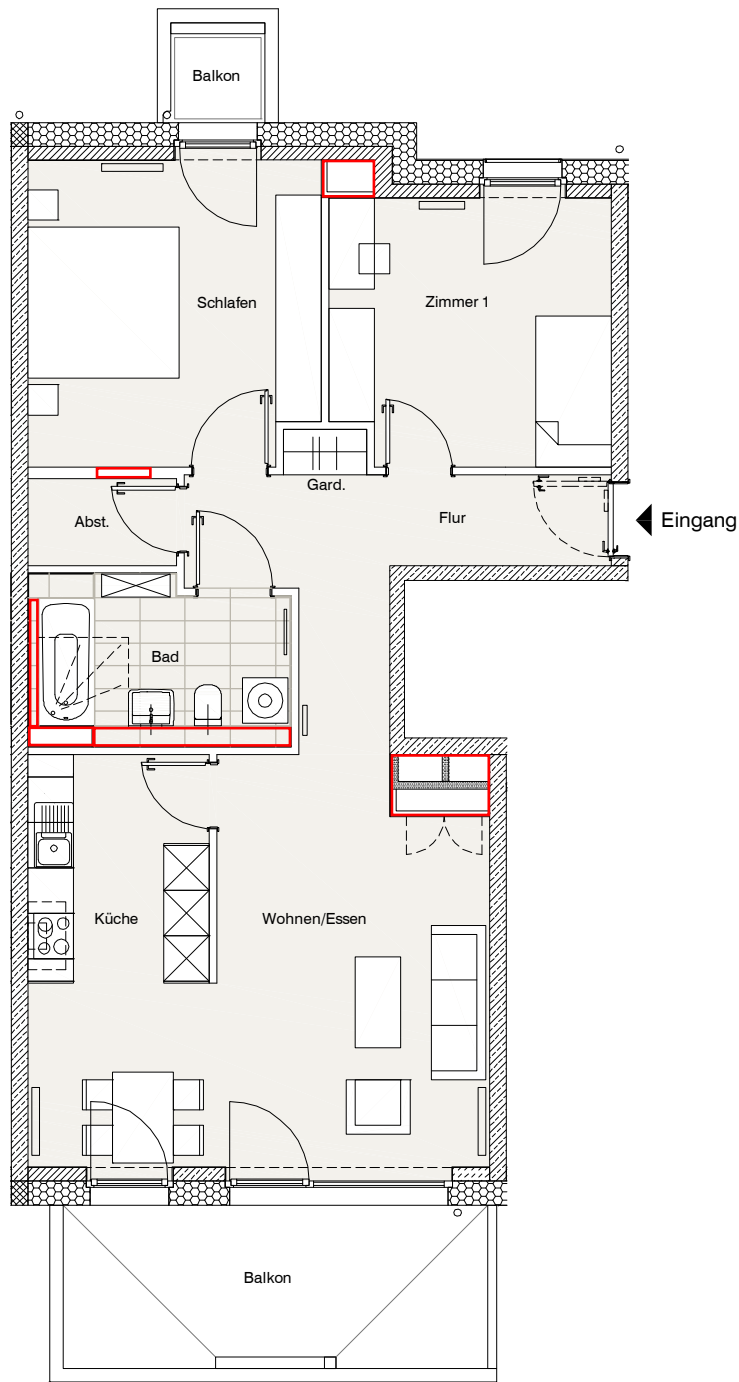 Balkon
Schlafen
Zimmer 1
Gard.
Abst.
Flur
Eingang
Bad
Küche
Wohnen/Essen
Balkon